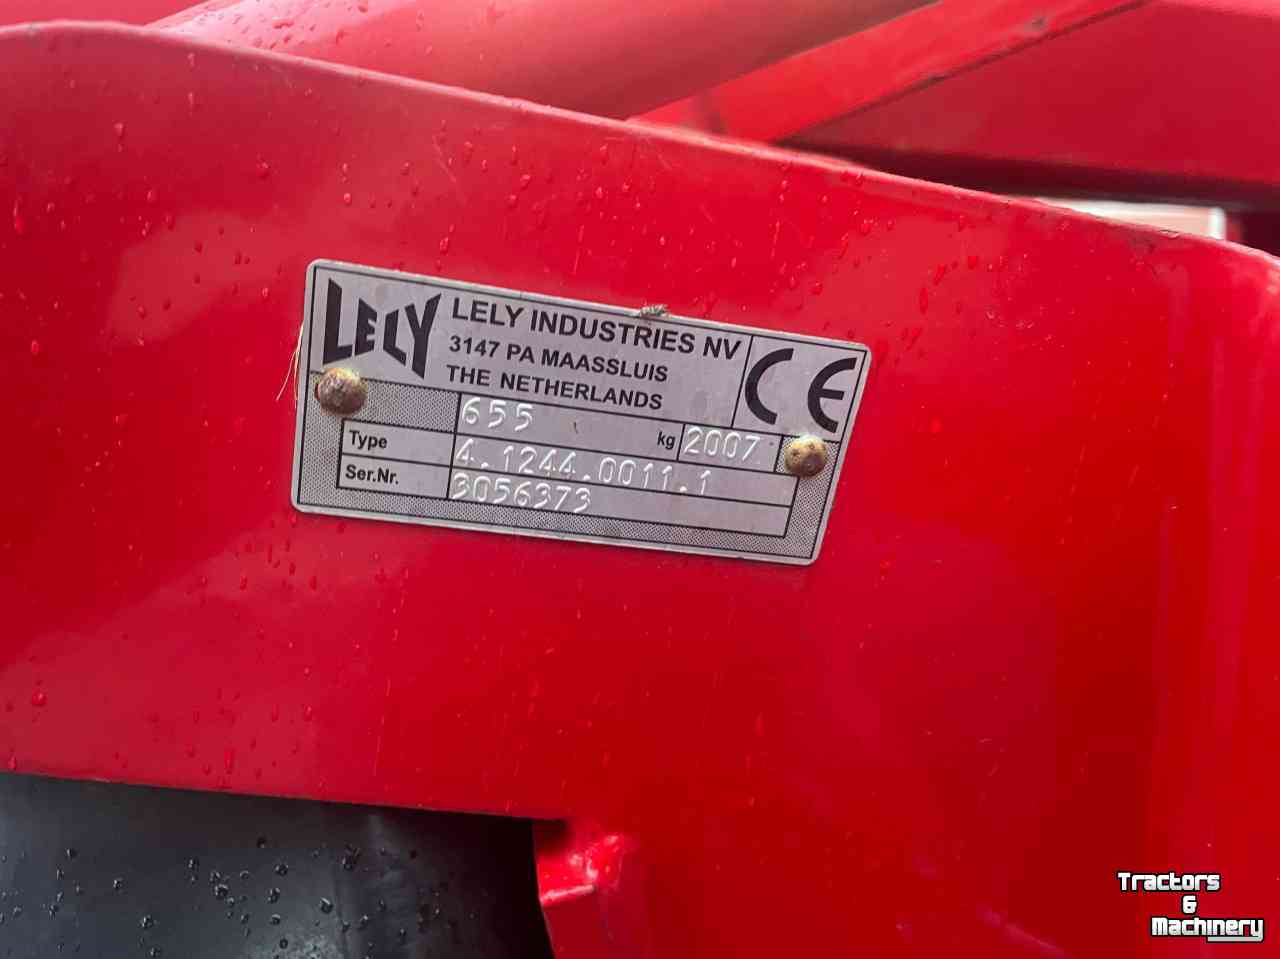 LELY
LELY INDUSTRIES NV
3147 PA MAASSLUIS
THE NETHERLANDS
CE
655 kg 2007
Type 4.1244.0011.1
Ser.Nr. 3056373
Tractors
&
Machinery